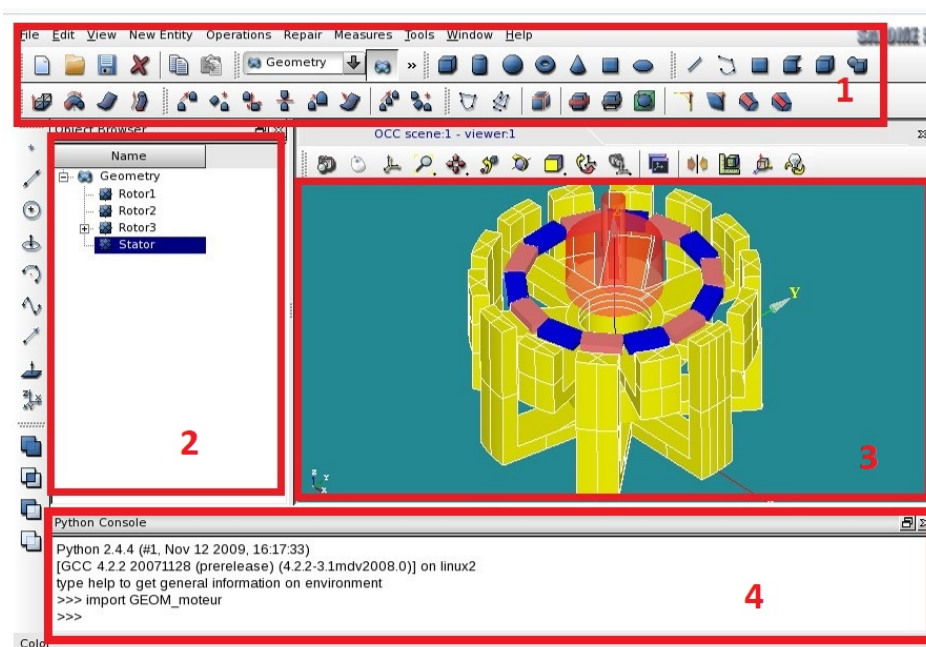 File Edit View New Entity Operations Repair Measures Tools Window Help
Geometry
»
1
Object Browser
OCC scene:1 - viewer:1
Name
Geometry
Rotor1
Rotor2
Rotor3
Stator
Y
2
3
Z
Y
X
Python Console
Python 2.4.4 (#1, Nov 12 2009, 16:17:33)
[GCC 4.2.2 20071128 (prerelease) (4.2.2-3.1mdv2008.0)] on linux2
type help to get general information on environment
>>> import GEOM_moteur
>>>
4